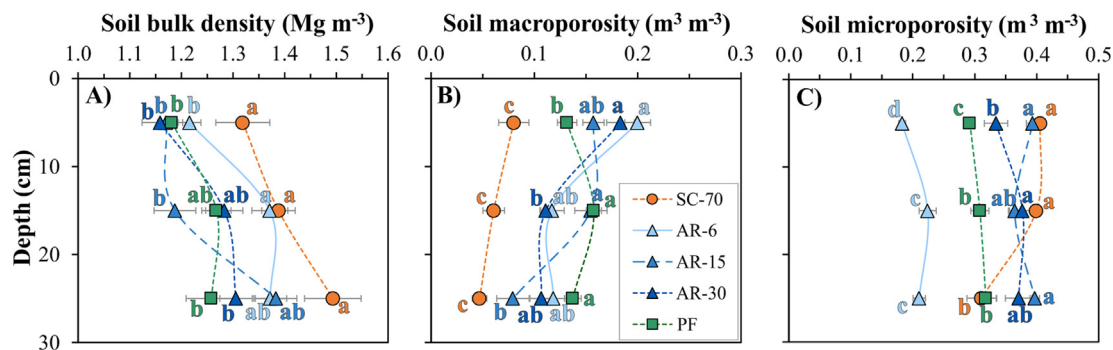 Soil bulk density (Mg m⁻³)
1.0 1.1 1.2 1.3 1.4 1.5 1.6
Soil macroporosity (m³ m⁻³)
0.0 0.1 0.2 0.3
Soil microporosity (m³ m⁻³)
0.0 0.1 0.2 0.3 0.4 0.5
Depth (cm)
0
10
20
30
A)
b b b b a
b ab ab a a
b b ab ab a
B)
c b ab a a
c b ab a a
c b ab ab a
SC-70
AR-6
AR-15
AR-30
PF
C)
d c b a a
c b ab a a
c b b ab a